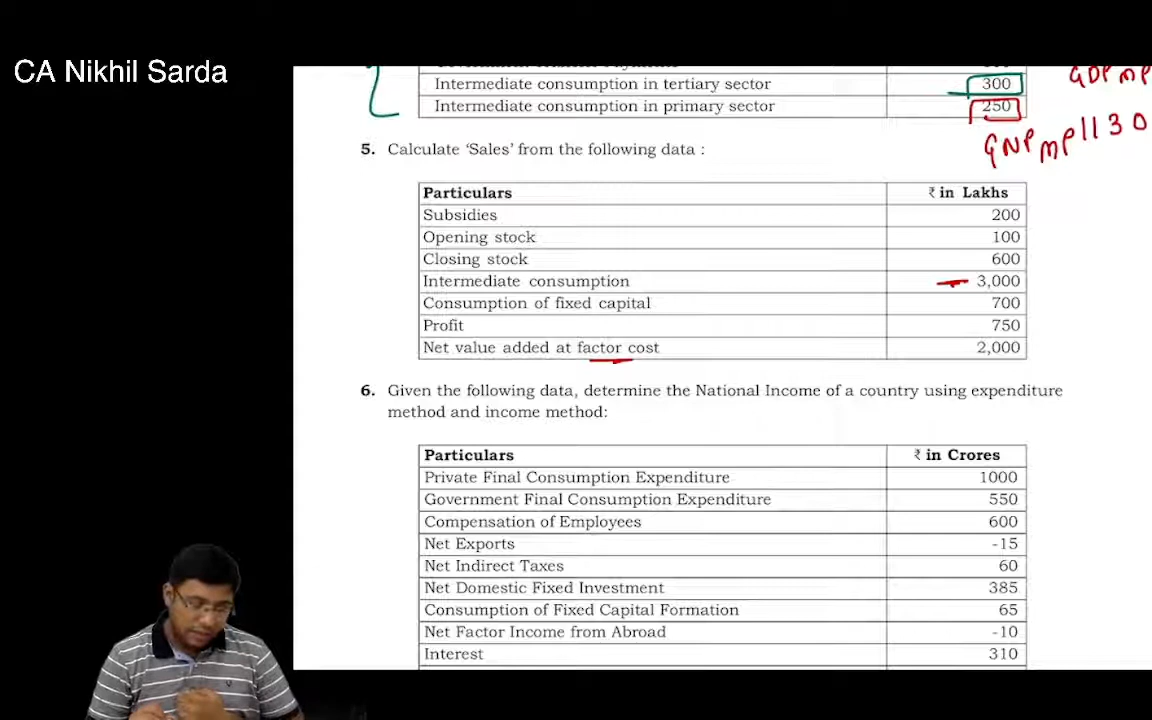 CA Nikhil Sarda
Intermediate consumption in tertiary sector 300
Intermediate consumption in primary sector 250
GDP MP
GNP MP 1130
5. Calculate 'Sales' from the following data :
Particulars ₹ in Lakhs
Subsidies 200
Opening stock 100
Closing stock 600
Intermediate consumption 3,000
Consumption of fixed capital 700
Profit 750
Net value added at factor cost 2,000
6. Given the following data, determine the National Income of a country using expenditure
method and income method:
Particulars ₹ in Crores
Private Final Consumption Expenditure 1000
Government Final Consumption Expenditure 550
Compensation of Employees 600
Net Exports -15
Net Indirect Taxes 60
Net Domestic Fixed Investment 385
Consumption of Fixed Capital Formation 65
Net Factor Income from Abroad -10
Interest 310